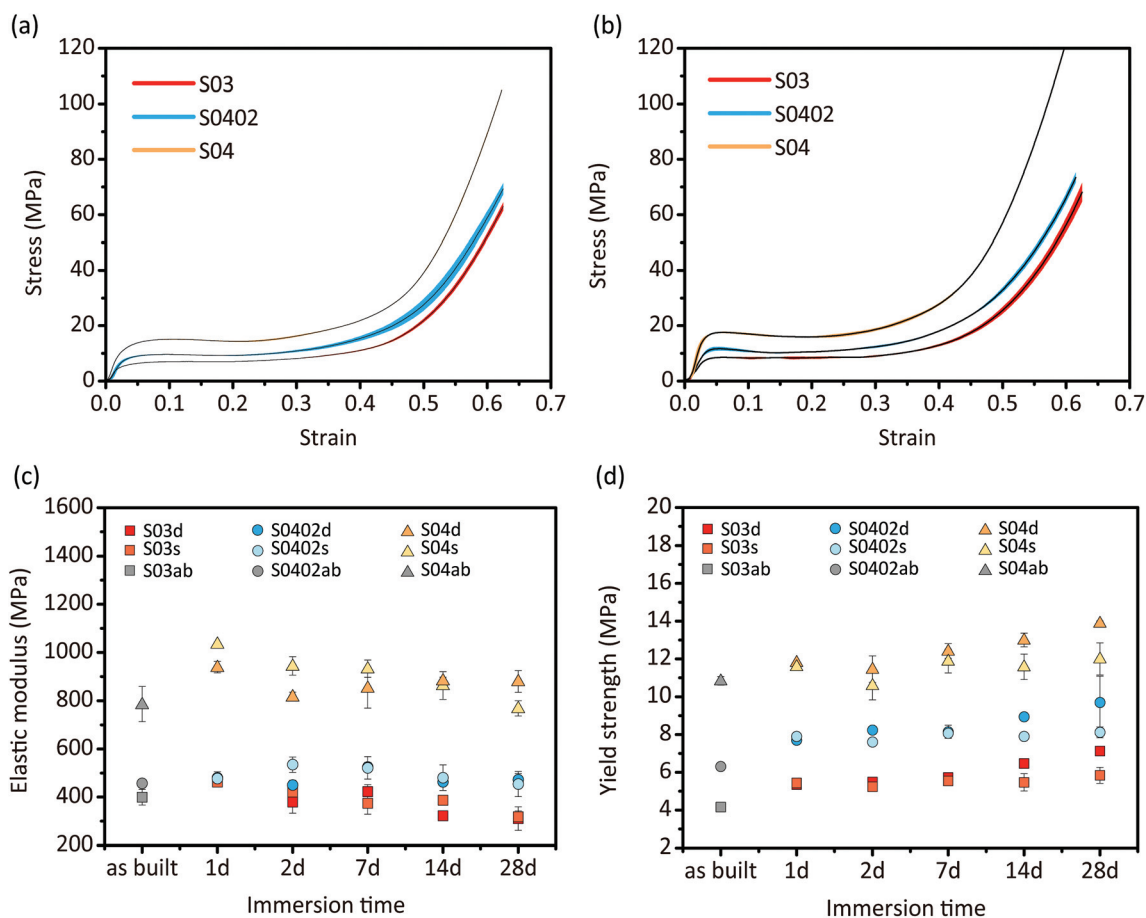 (a)
120
100
80
60
40
20
0
Stress (MPa)
S03
S0402
S04
0.0 0.1 0.2 0.3 0.4 0.5 0.6 0.7
Strain
(b)
120
100
80
60
40
20
0
Stress (MPa)
S03
S0402
S04
0.0 0.1 0.2 0.3 0.4 0.5 0.6 0.7
Strain
(c)
1600
1400
1200
1000
800
600
400
200
Elastic modulus (MPa)
S03d S0402d S04d
S03s S0402s S04s
S03ab S0402ab S04ab
as built 1d 2d 7d 14d 28d
Immersion time
(d)
20
18
16
14
12
10
8
6
4
2
Yield strength (MPa)
S03d S0402d S04d
S03s S0402s S04s
S03ab S0402ab S04ab
as built 1d 2d 7d 14d 28d
Immersion time